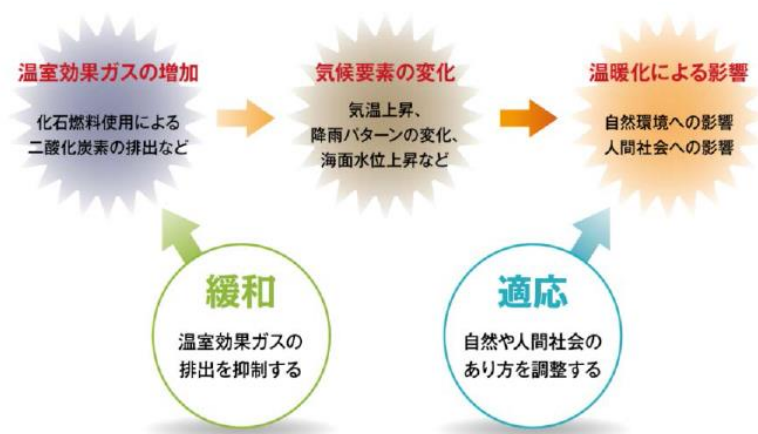 温室効果ガスの増加
化石燃料使用による
二酸化炭素の排出など
気候要素の変化
気温上昇、
降雨パターンの変化、
海面水位上昇など
温暖化による影響
自然環境への影響
人間社会への影響
緩和
温室効果ガスの
排出を抑制する
適応
自然や人間社会の
あり方を調整する